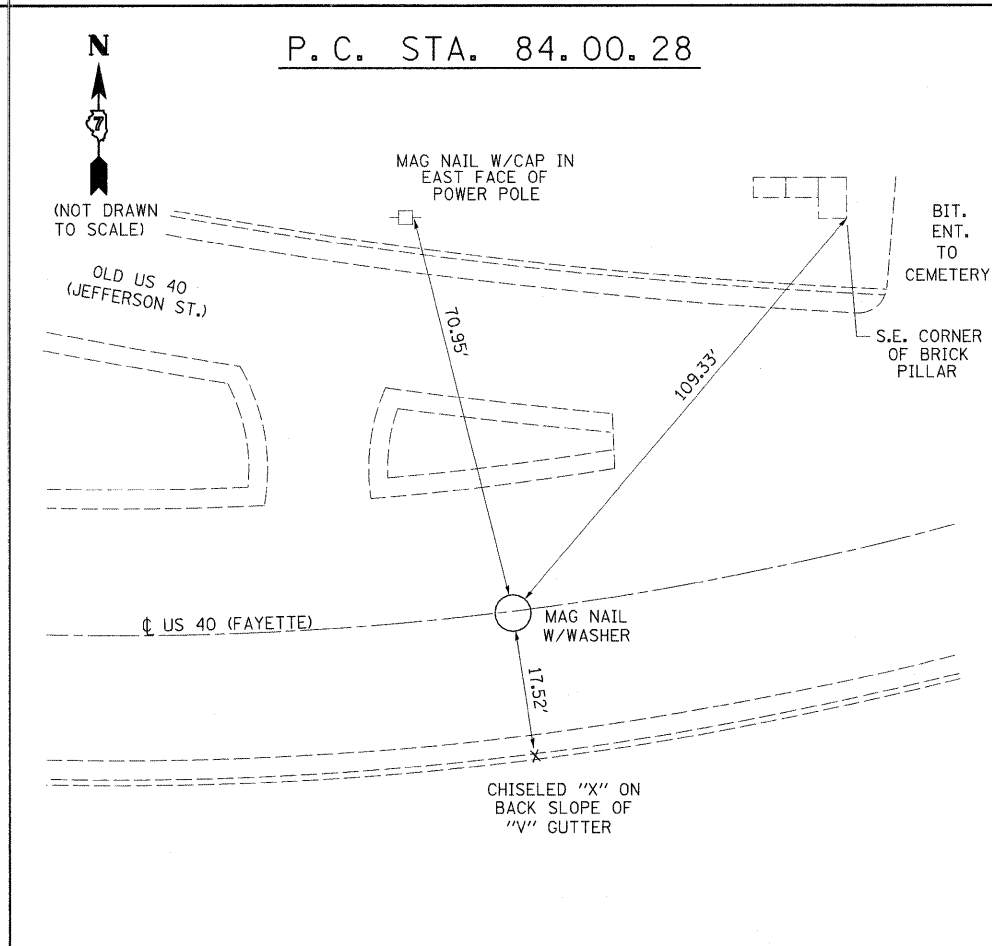 N
P.C. STA. 84.00.28
7
(NOT DRAWN
TO SCALE)
MAG NAIL W/CAP IN
EAST FACE OF
POWER POLE
BIT.
ENT.
TO
CEMETERY
OLD US 40
(JEFFERSON ST.)
70.95'
109.33'
S.E. CORNER
OF BRICK
PILLAR
℄ US 40 (FAYETTE)
MAG NAIL
W/WASHER
17.52'
X
CHISELED "X" ON
BACK SLOPE OF
"V" GUTTER